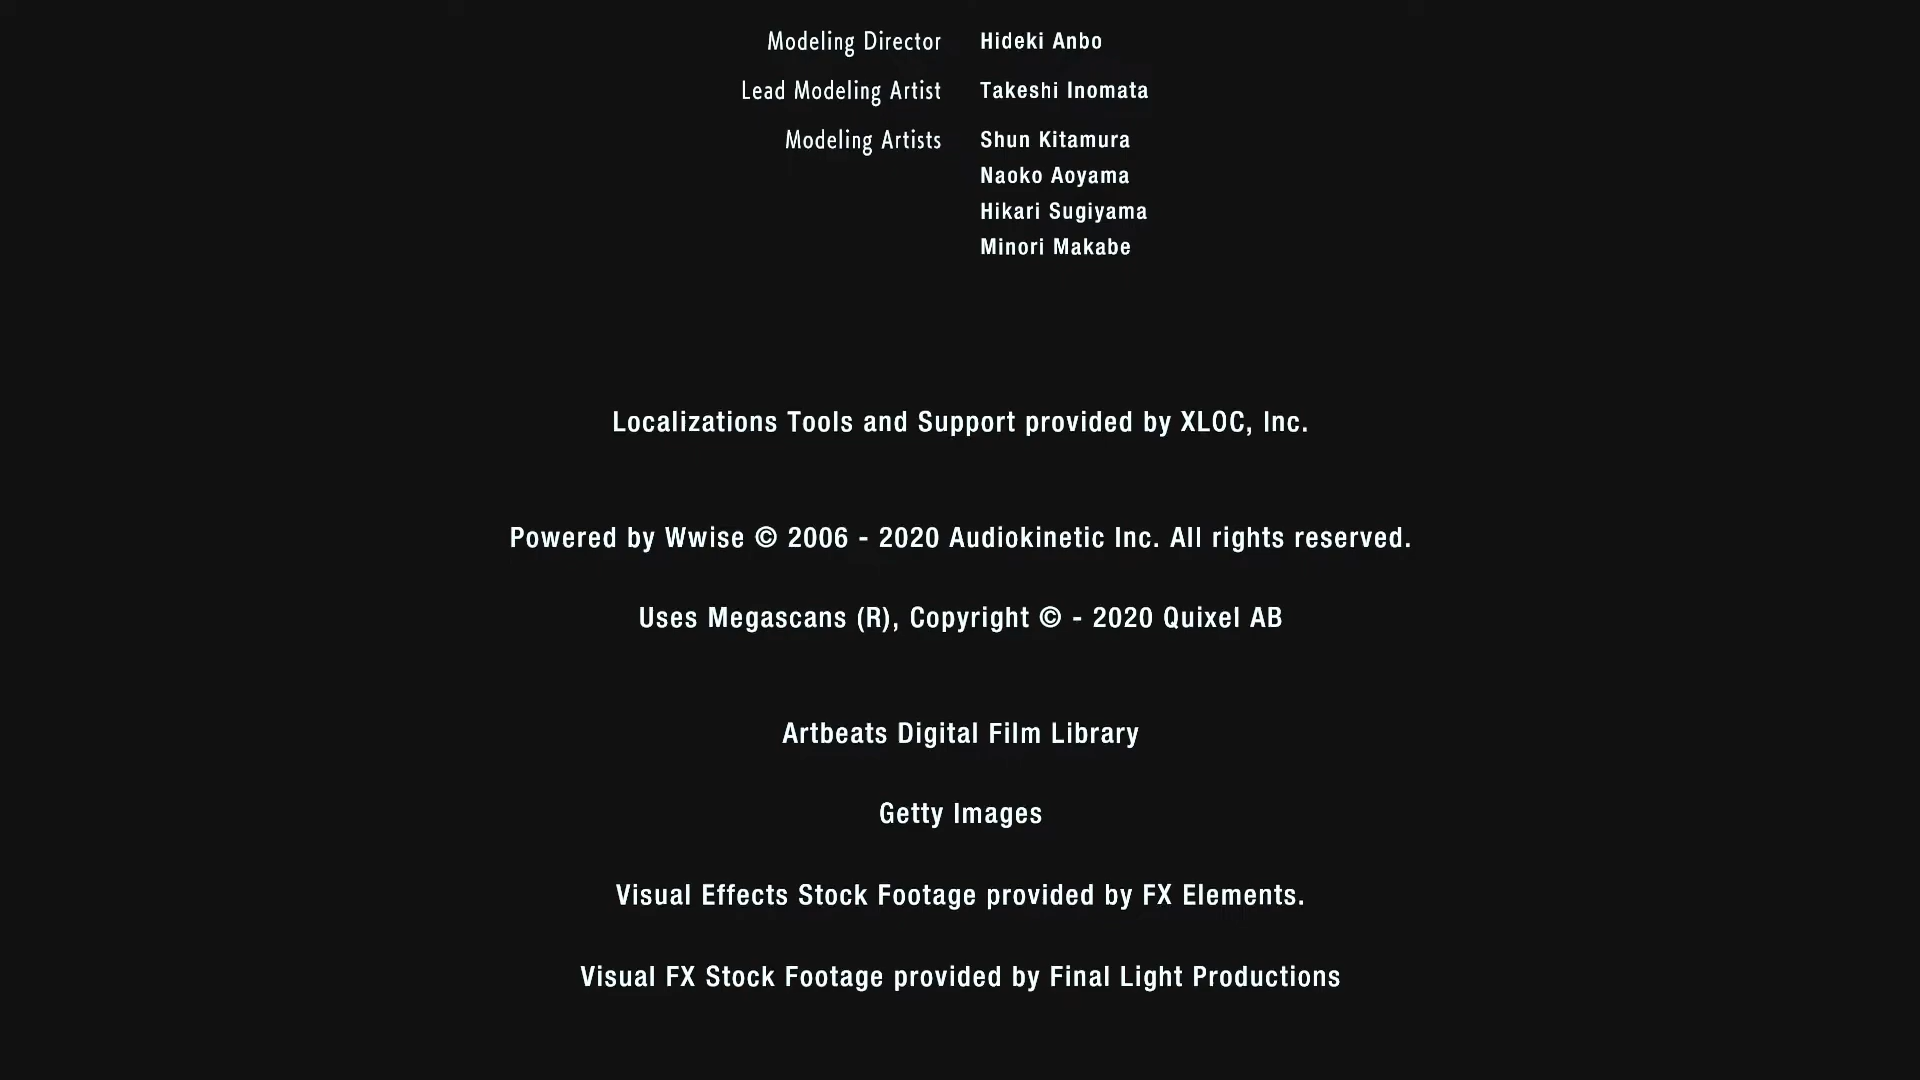 Modeling Director Hideki Anbo
Lead Modeling Artist Takeshi Inomata
Modeling Artists Shun Kitamura
Naoko Aoyama
Hikari Sugiyama
Minori Makabe
Localizations Tools and Support provided by XLOC, Inc.
Powered by Wwise © 2006 - 2020 Audiokinetic Inc. All rights reserved.
Uses Megascans (R), Copyright © - 2020 Quixel AB
Artbeats Digital Film Library
Getty Images
Visual Effects Stock Footage provided by FX Elements.
Visual FX Stock Footage provided by Final Light Productions